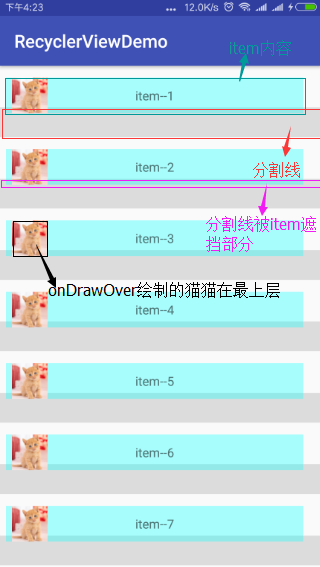 下午4:23
12.0K/s
RecyclerViewDemo
item内容
item--1
item--2
分割线
分割线被item遮
挡部分
item--3
onDrawOver绘制的猫猫在最上层
item--4
item--5
item--6
item--7